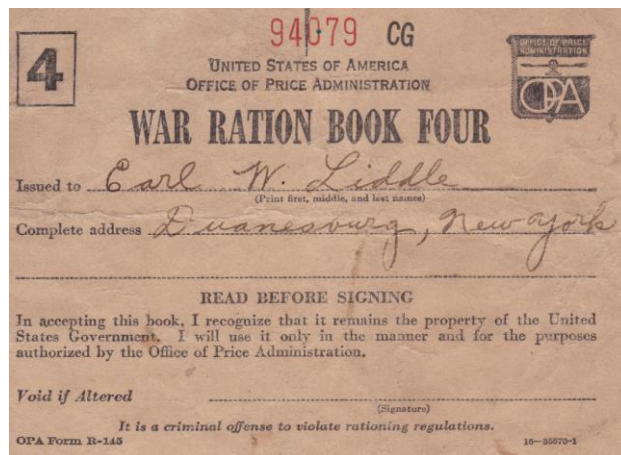 94079 CG
4
OFFICE OF PRICE
ADMINISTRATION
OPA
UNITED STATES OF AMERICA
OFFICE OF PRICE ADMINISTRATION
WAR RATION BOOK FOUR
Issued to Earl W. Liddle
(Print first, middle, and last names)
Complete address Duanesburg, New York
READ BEFORE SIGNING
In accepting this book, I recognize that it remains the property of the United
States Government. I will use it only in the manner and for the purposes
authorized by the Office of Price Administration.
Void if Altered
(Signature)
It is a criminal offense to violate rationing regulations.
OPA Form R-145 16—35570-1